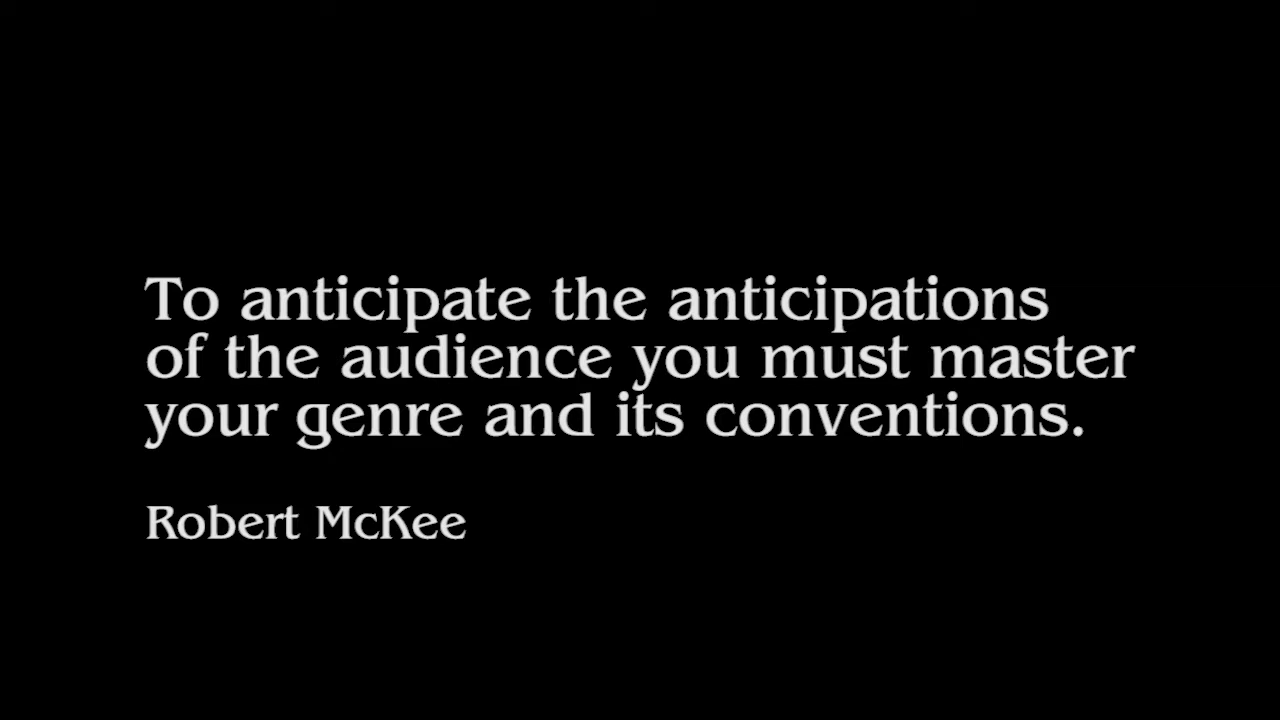 To anticipate the anticipations
of the audience you must master
your genre and its conventions.
Robert McKee